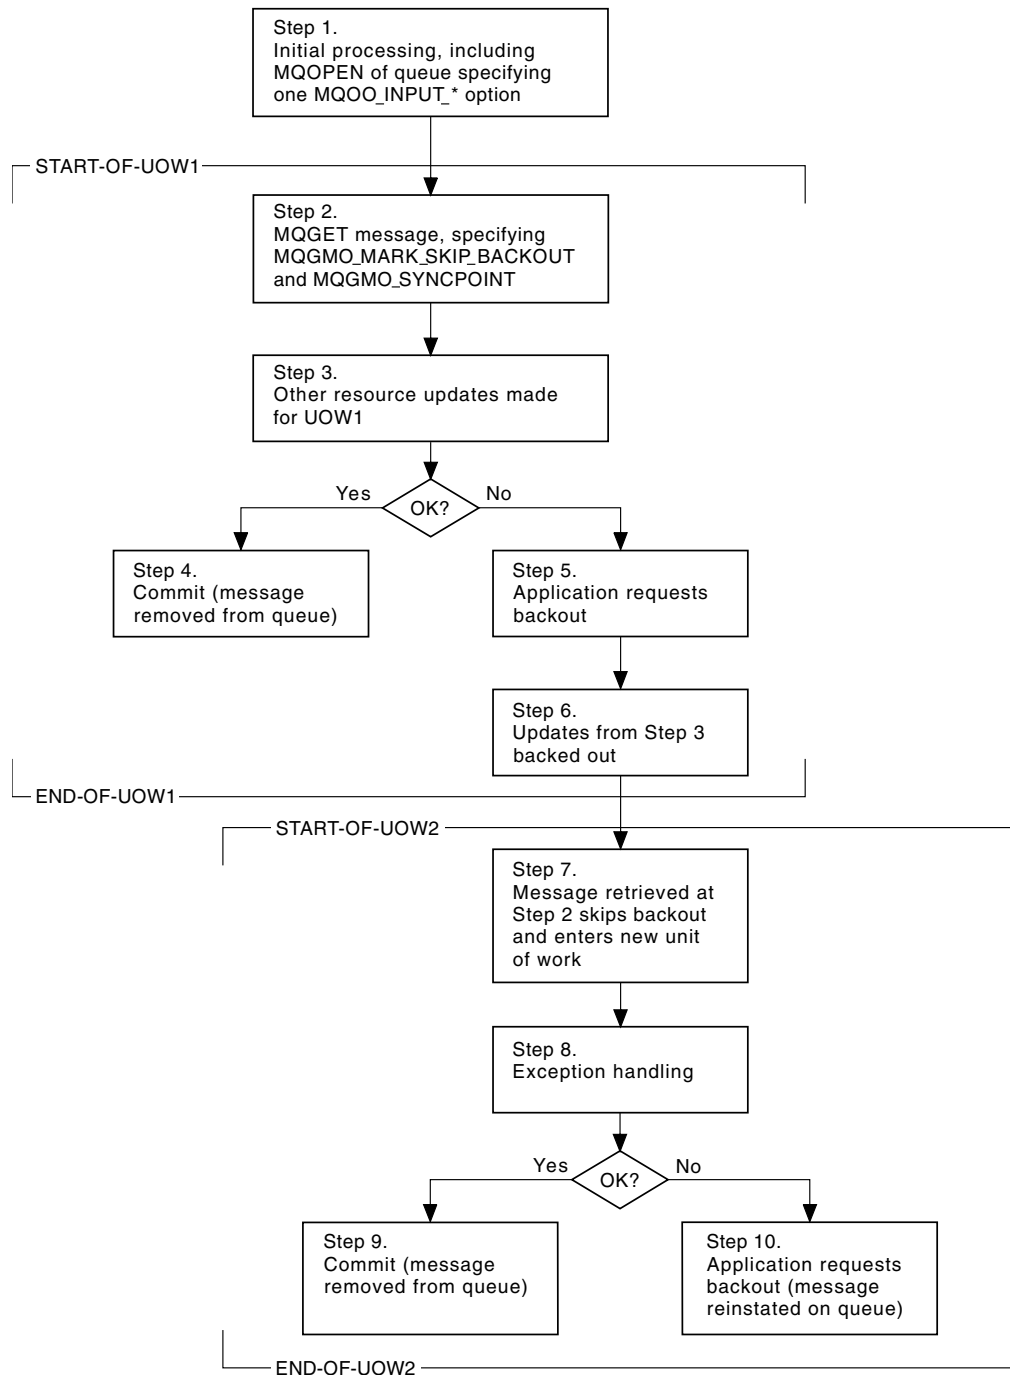 Step 1.
Initial processing, including
MQOPEN of queue specifying
one MQOO_INPUT_* option
START-OF-UOW1
Step 2.
MQGET message, specifying
MQGMO_MARK_SKIP_BACKOUT
and MQGMO_SYNCPOINT
Step 3.
Other resource updates made
for UOW1
Yes
No
OK?
Step 4.
Commit (message
removed from queue)
Step 5.
Application requests
backout
Step 6.
Updates from Step 3
backed out
END-OF-UOW1
START-OF-UOW2
Step 7.
Message retrieved at
Step 2 skips backout
and enters new unit
of work
Step 8.
Exception handling
Yes
No
OK?
Step 9.
Commit (message
removed from queue)
Step 10.
Application requests
backout (message
reinstated on queue)
END-OF-UOW2